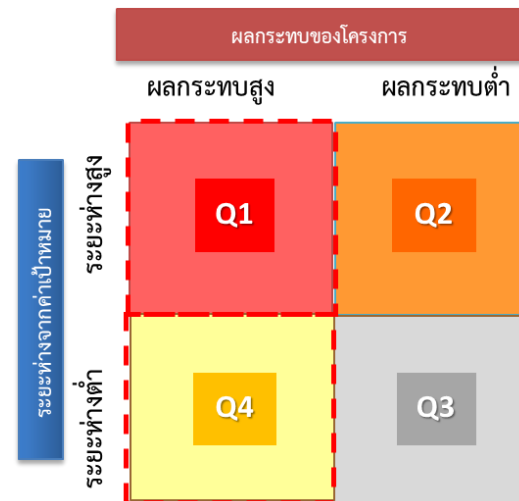 ผลกระทบของโครงการ
ผลกระทบสูง
ผลกระทบต่ำ
ระยะห่างจากค่าเป้าหมาย
ระยะห่างสูง
Q1
Q2
ระยะห่างต่ำ
Q4
Q3